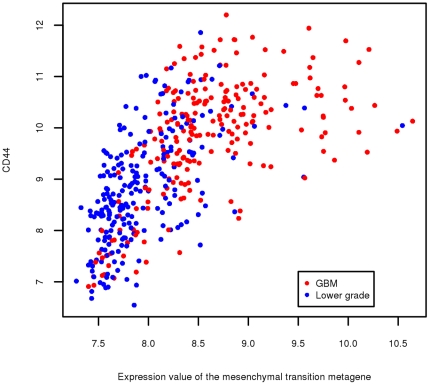 CD44
12
11
10
9
8
7
GBM
Lower grade
7.5 8.0 8.5 9.0 9.5 10.0 10.5
Expression value of the mesenchymal transition metagene